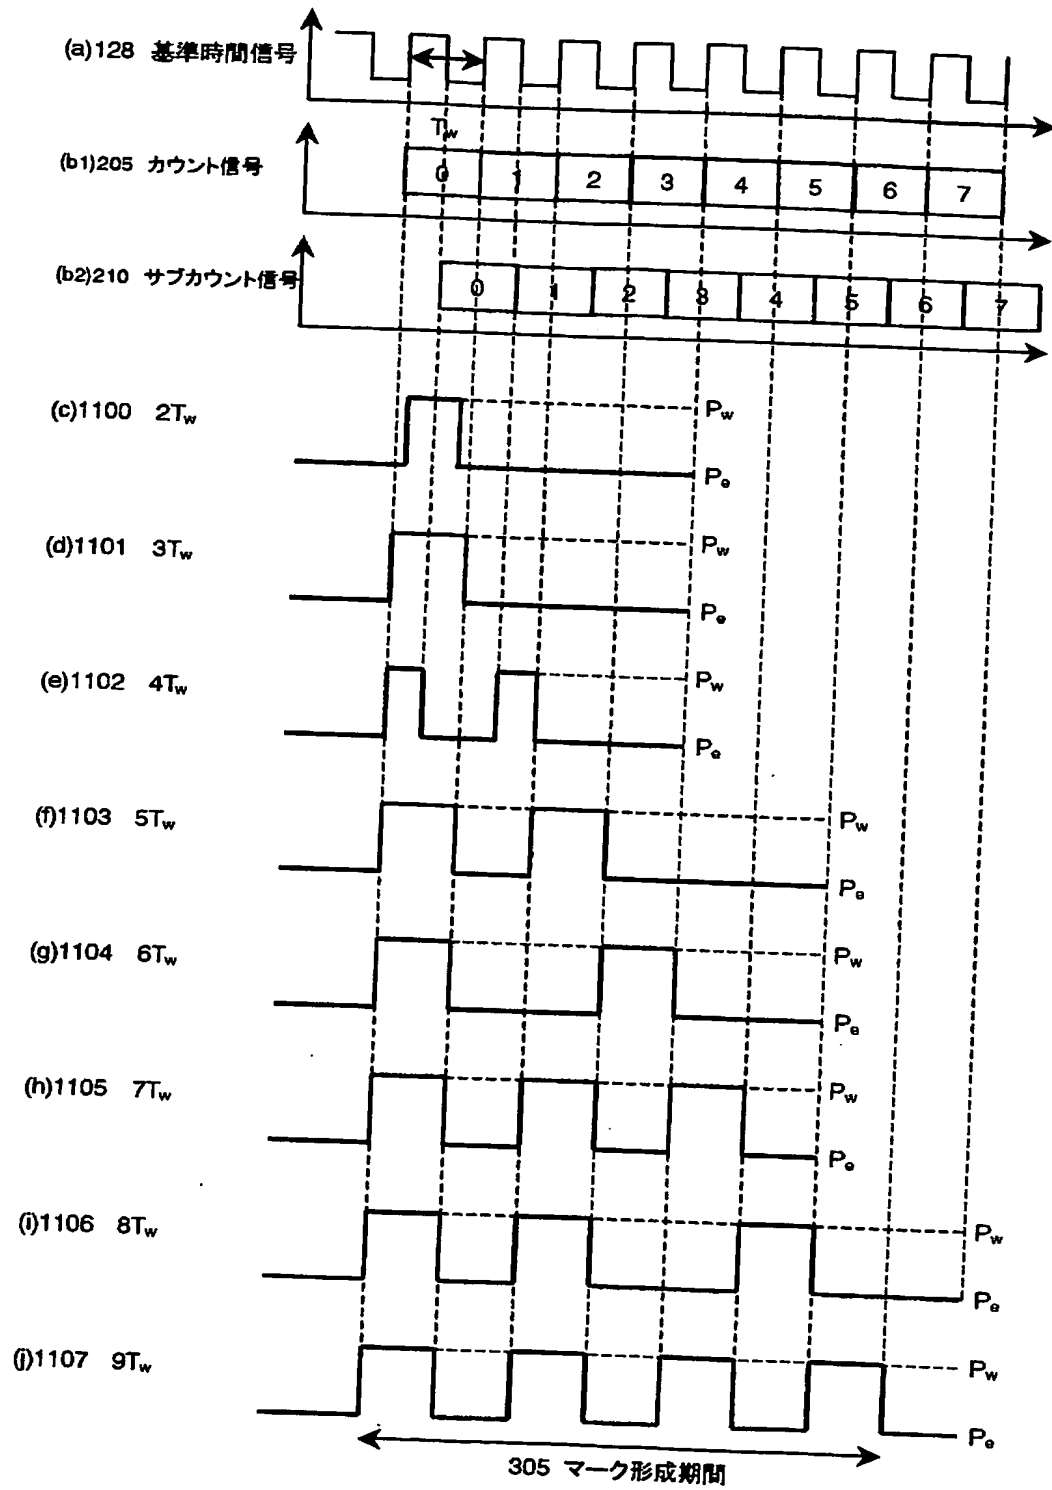 (a)128 基準時間信号
Tw
(b1)205 カウント信号
0 1 2 3 4 5 6 7
(b2)210 サブカウント信号
0 1 2 3 4 5 6 7
(c)1100 2Tw
Pw
Pe
(d)1101 3Tw
Pw
Pe
(e)1102 4Tw
Pw
Pe
(f)1103 5Tw
Pw
Pe
(g)1104 6Tw
Pw
Pe
(h)1105 7Tw
Pw
Pe
(i)1106 8Tw
Pw
Pe
(j)1107 9Tw
Pw
Pe
305 マーク形成期間